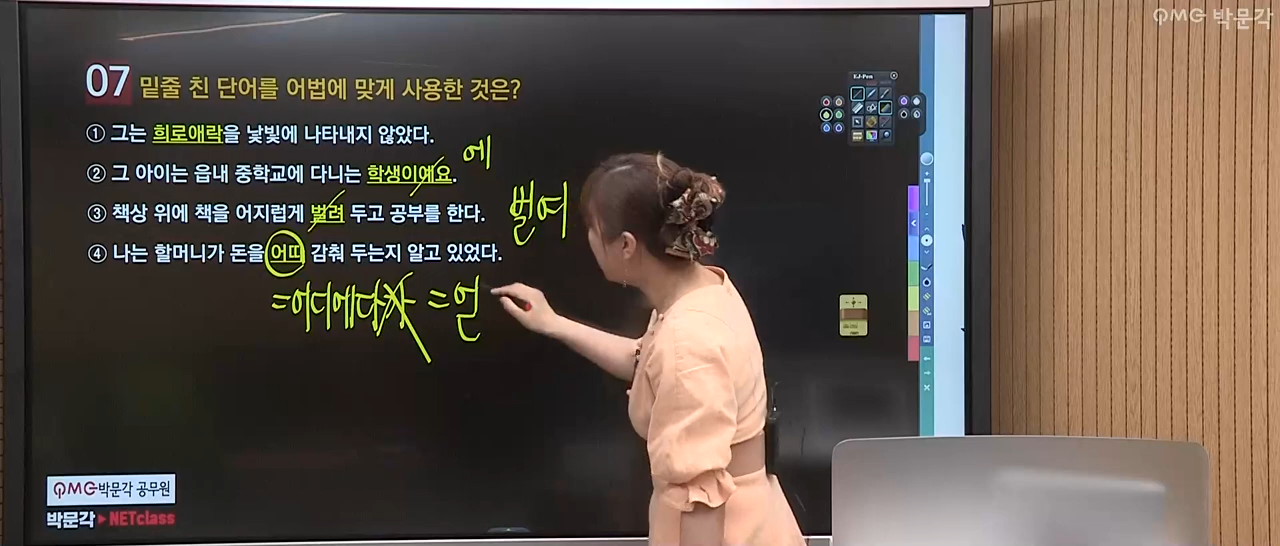 PMG 박문각
EJ-Pen
07 밑줄 친 단어를 어법에 맞게 사용한 것은?
① 그는 희로애락을 낯빛에 나타내지 않았다.
② 그 아이는 읍내 중학교에 다니는 학생이예요.
에
③ 책상 위에 책을 어지럽게 벌려 두고 공부를 한다.
벌여
④ 나는 할머니가 돈을 어따 감춰 두는지 알고 있었다.
=어디에다 =얻
PMG 박문각 공무원
박문각 ▶ NETclass